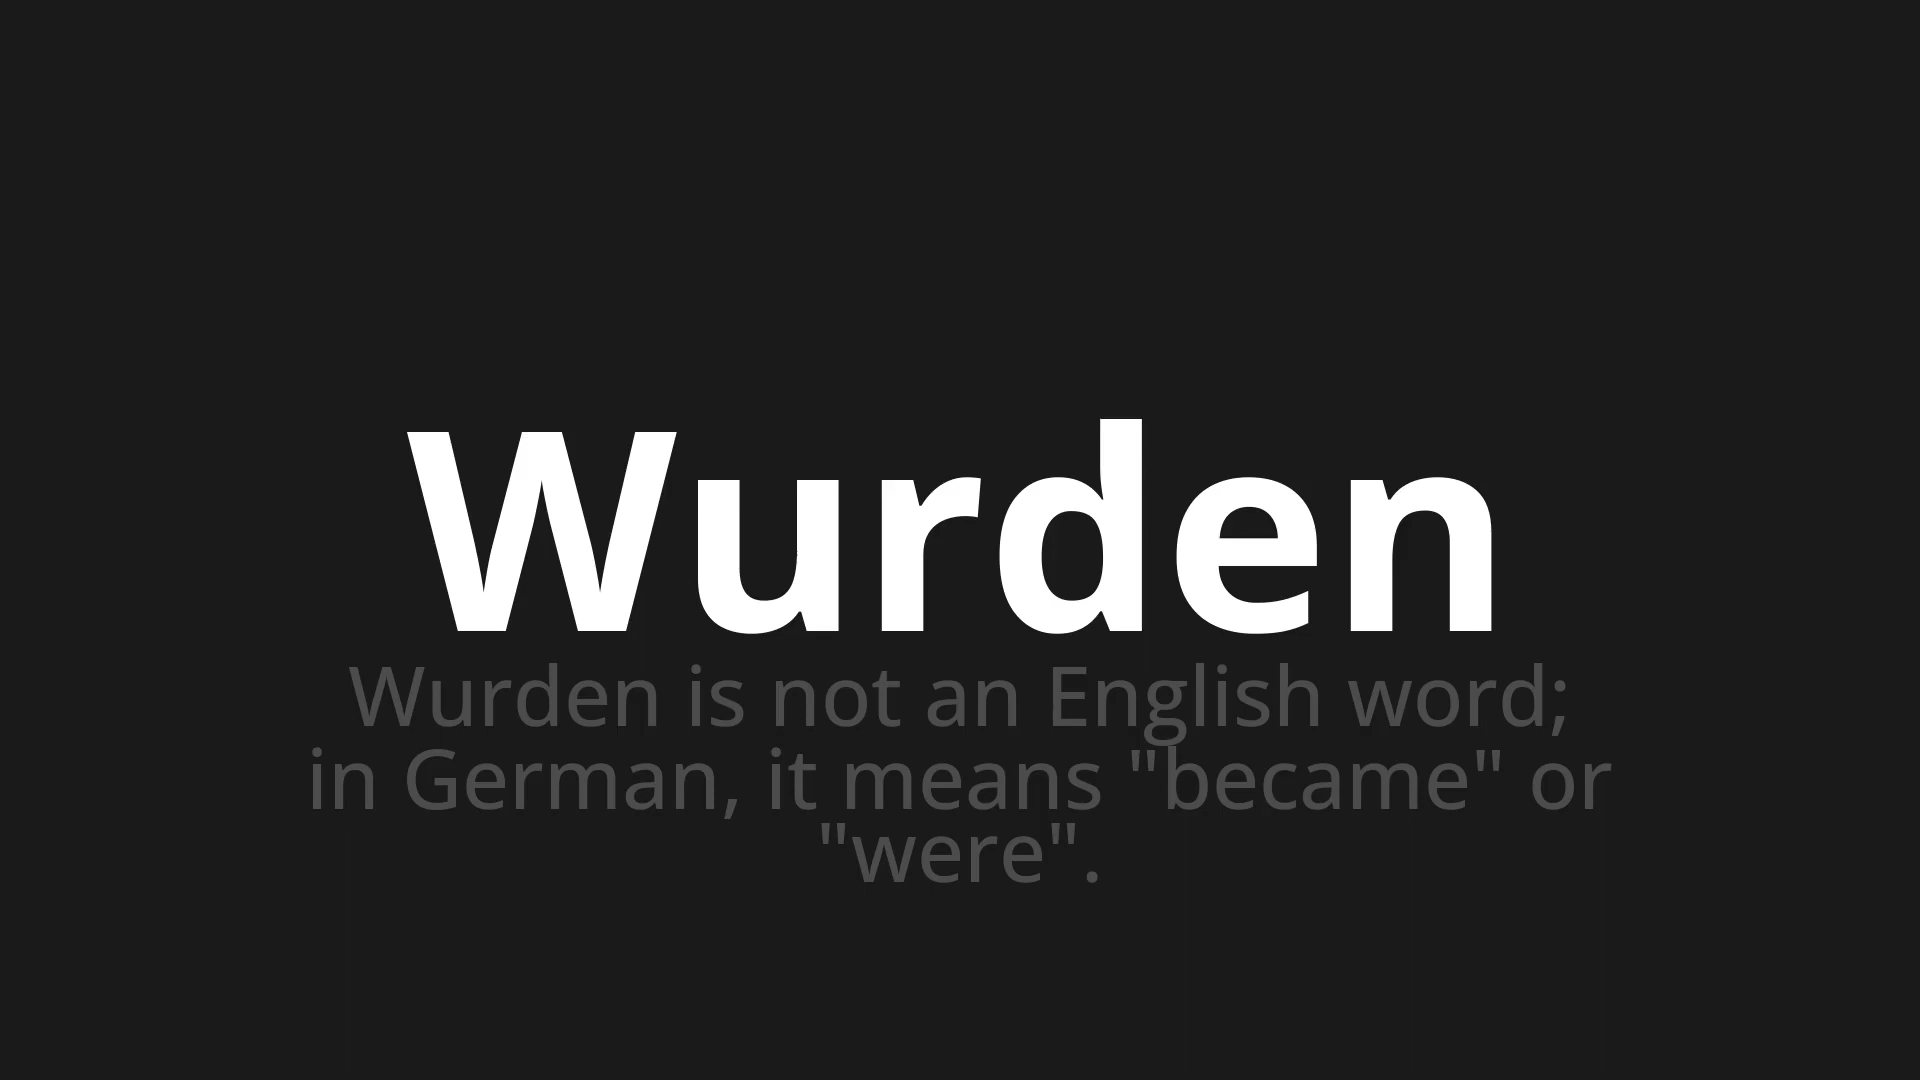 Wurden
Wurden is not an English word;
in German, it means "became" or
"were".